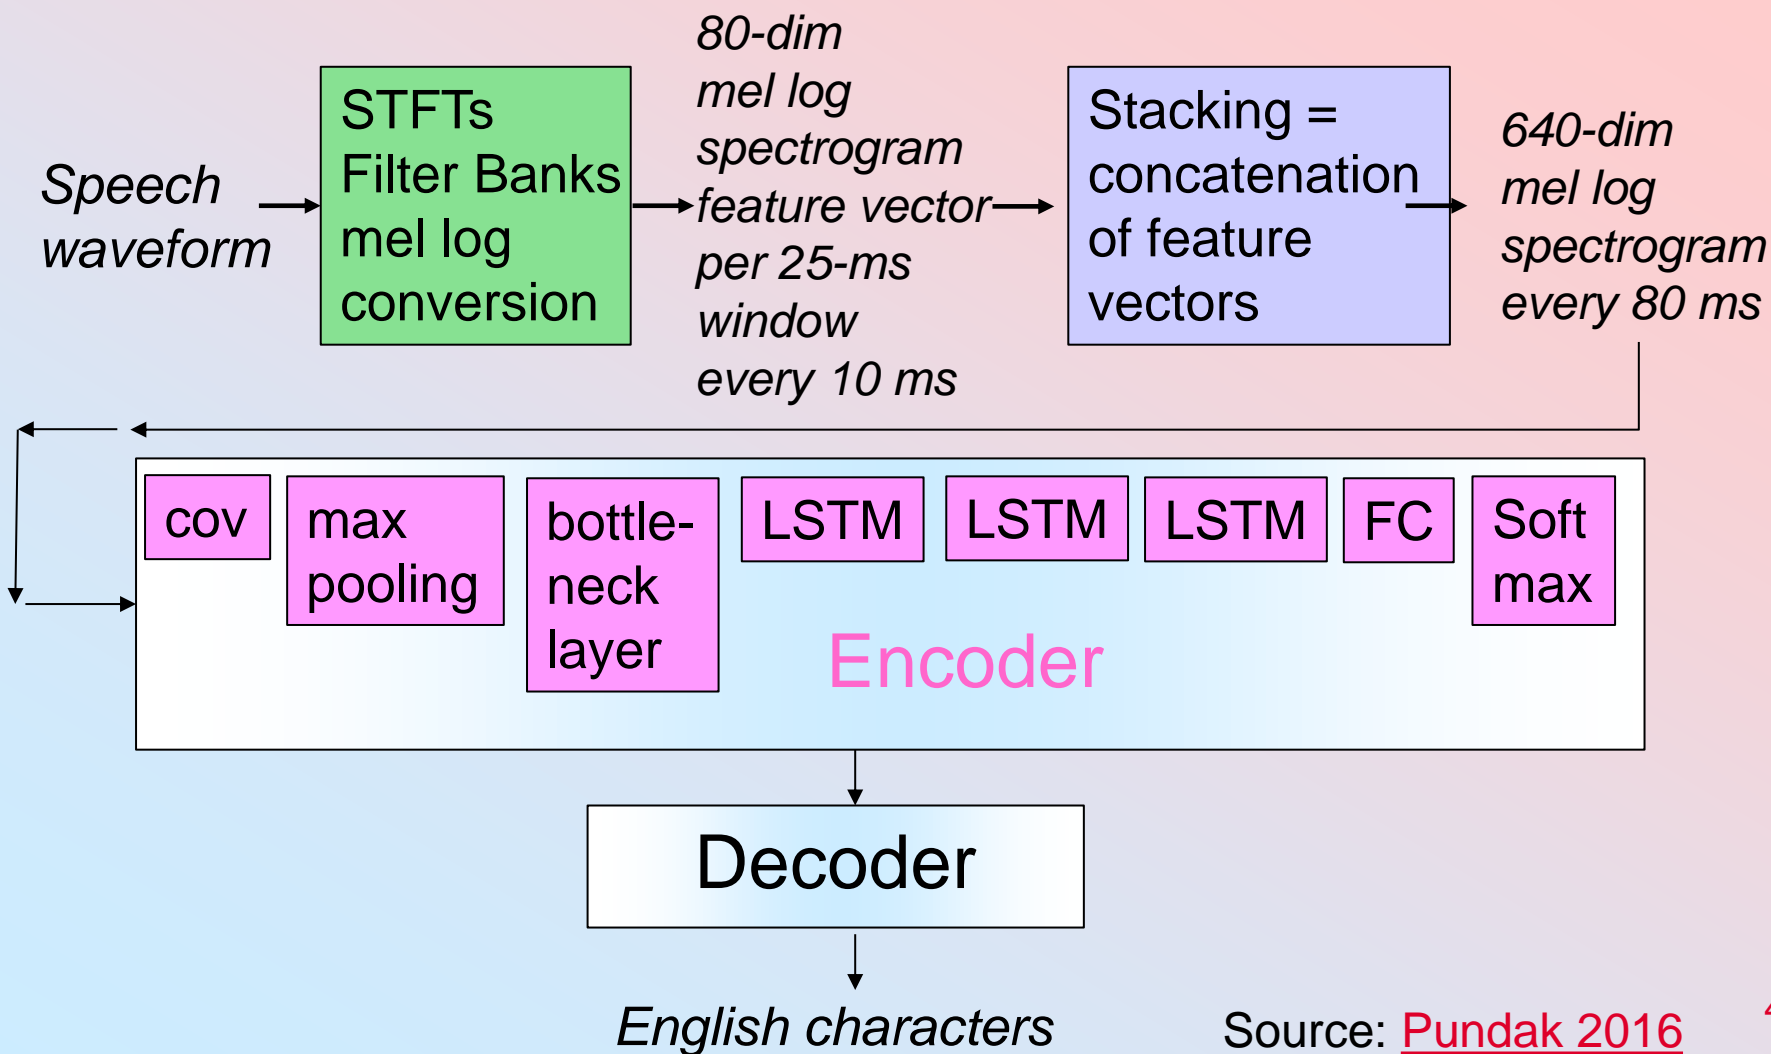 Speech
waveform
STFTs
Filter Banks
mel log
conversion
80-dim
mel log
spectrogram
feature vector
per 25-ms
window
every 10 ms
Stacking =
concatenation
of feature
vectors
640-dim
mel log
spectrogram
every 80 ms
cov
max
pooling
bottle-
neck
layer
LSTM
LSTM
LSTM
FC
Soft
max
Encoder
Decoder
English characters
Source: Pundak 2016